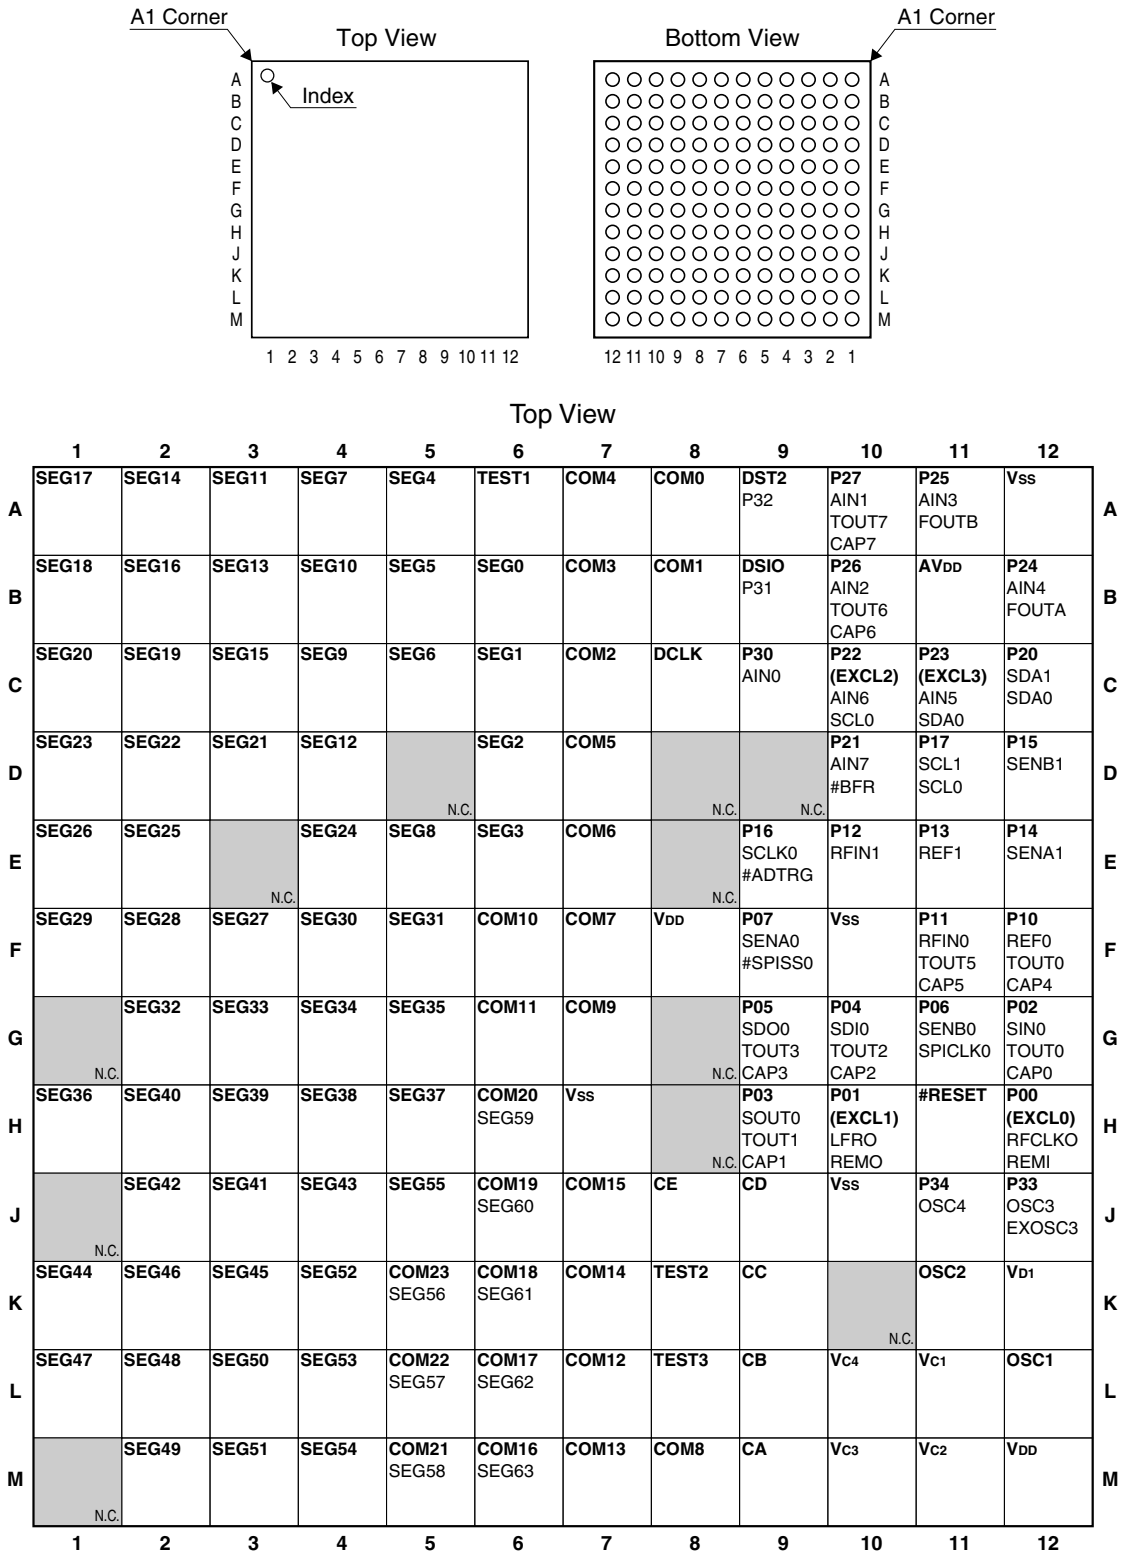 A1 Corner
Top View
Index
A
B
C
D
E
F
G
H
J
K
L
M
1 2 3 4 5 6 7 8 9 10 11 12
Bottom View
A1 Corner
A
B
C
D
E
F
G
H
J
K
L
M
12 11 10 9 8 7 6 5 4 3 2 1
Top View
1 2 3 4 5 6 7 8 9 10 11 12
A SEG17 SEG14 SEG11 SEG7 SEG4 TEST1 COM4 COM0 DST2 P27 P25 VSS A
P32 AIN1 AIN3
TOUT7 FOUTB
CAP7
B SEG18 SEG16 SEG13 SEG10 SEG5 SEG0 COM3 COM1 DSIO P26 AVDD P24 B
P31 AIN2 AIN4
TOUT6 FOUTA
CAP6
C SEG20 SEG19 SEG15 SEG9 SEG6 SEG1 COM2 DCLK P30 P22 P23 P20 C
AIN0 (EXCL2) (EXCL3) SDA1
AIN6 AIN5 SDA0
SCL0 SDA0
D SEG23 SEG22 SEG21 SEG12 SEG2 COM5 P21 P17 P15 D
AIN7 SCL1 SENB1
#BFR SCL0
N.C. N.C. N.C.
E SEG26 SEG25 SEG24 SEG8 SEG3 COM6 P16 P12 P13 P14 E
SCLK0 RFIN1 REF1 SENA1
#ADTRG
N.C. N.C.
F SEG29 SEG28 SEG27 SEG30 SEG31 COM10 COM7 VDD P07 VSS P11 P10 F
SENA0 RFIN0 REF0
#SPISS0 TOUT5 TOUT0
CAP5 CAP4
G SEG32 SEG33 SEG34 SEG35 COM11 COM9 P05 P04 P06 P02 G
SDO0 SDI0 SENB0 SIN0
TOUT3 TOUT2 SPICLK0 TOUT0
N.C. N.C. CAP3 CAP2 CAP0
H SEG36 SEG40 SEG39 SEG38 SEG37 COM20 VSS P03 P01 #RESET P00 H
SEG59 SOUT0 (EXCL1) (EXCL0)
TOUT1 LFRO RFCLKO
N.C. CAP1 REMO REMI
J SEG42 SEG41 SEG43 SEG55 COM19 COM15 CE CD VSS P34 P33 J
SEG60 OSC4 OSC3
EXOSC3
N.C.
K SEG44 SEG46 SEG45 SEG52 COM23 COM18 COM14 TEST2 CC OSC2 VD1 K
SEG56 SEG61
N.C.
L SEG47 SEG48 SEG50 SEG53 COM22 COM17 COM12 TEST3 CB VC4 VC1 OSC1 L
SEG57 SEG62
M SEG49 SEG51 SEG54 COM21 COM16 COM13 COM8 CA VC3 VC2 VDD M
SEG58 SEG63
N.C.
1 2 3 4 5 6 7 8 9 10 11 12